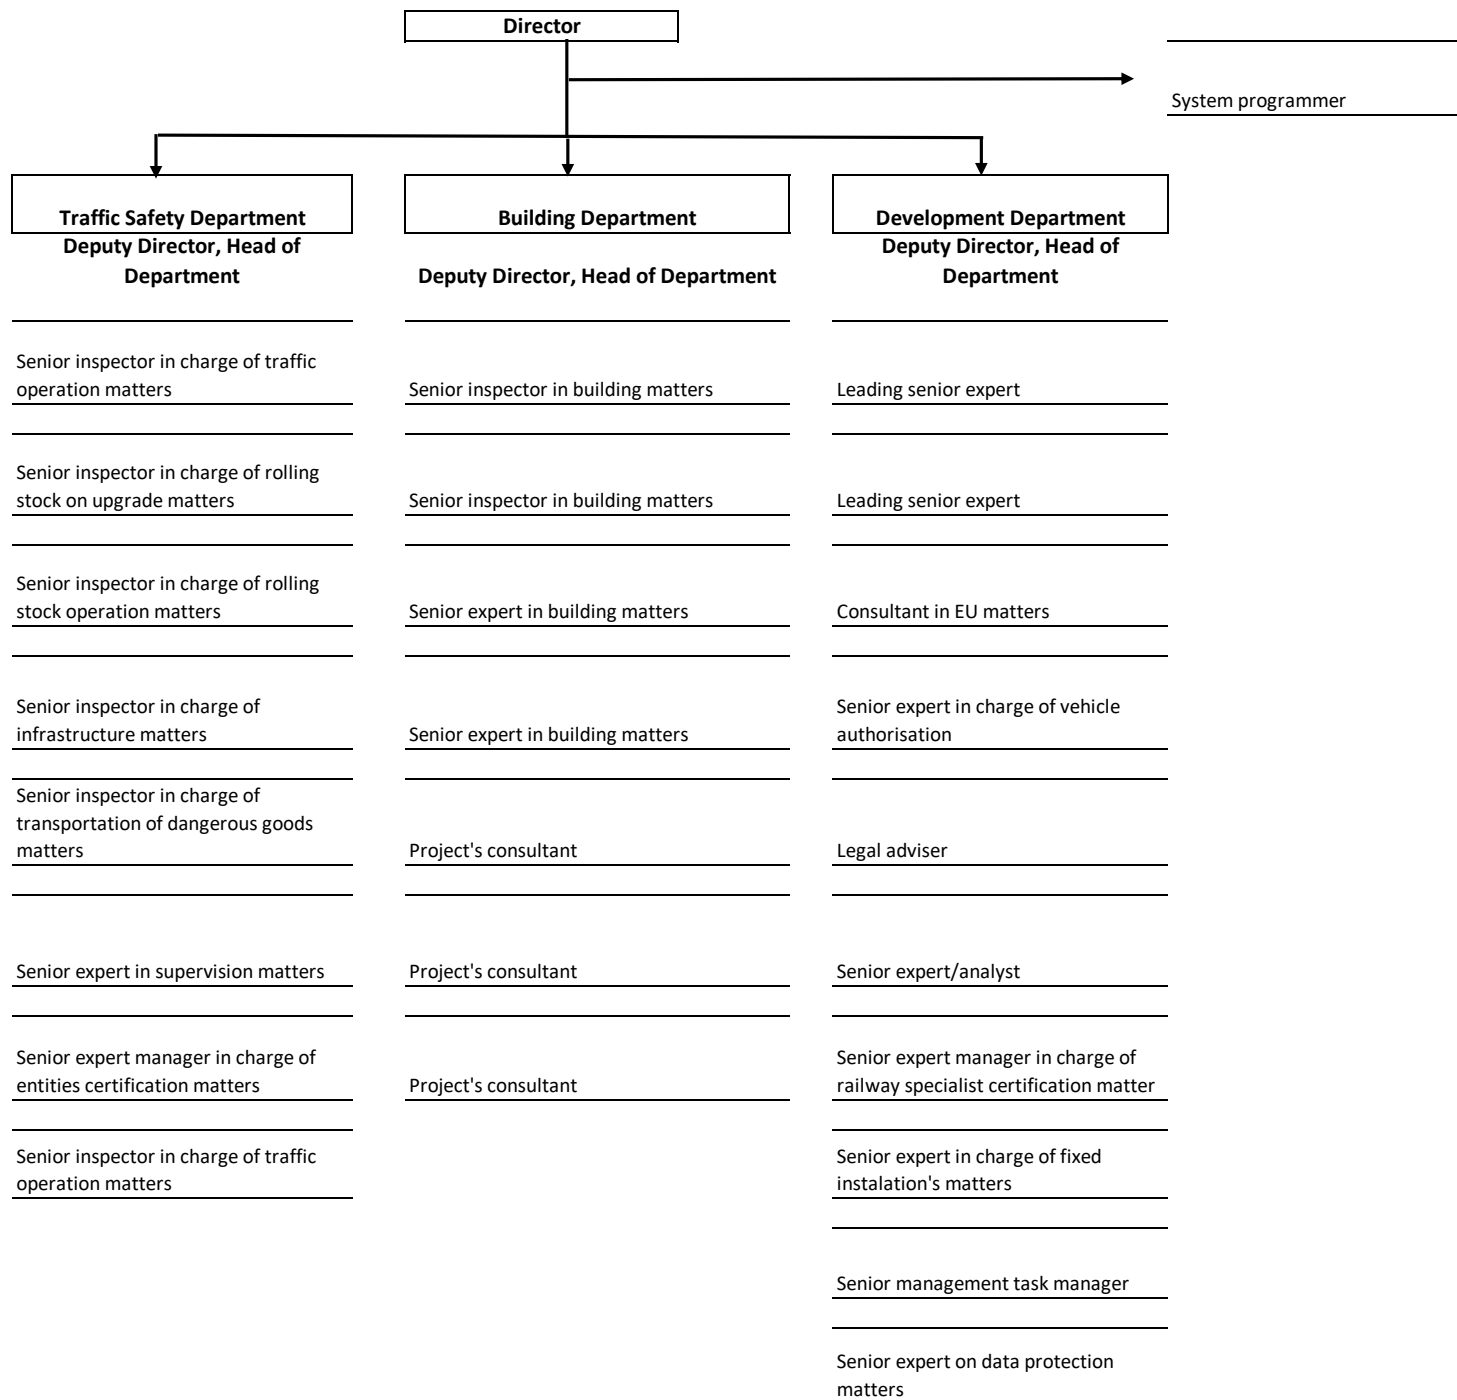 Director
System programmer
Traffic Safety Department
Deputy Director, Head of
Department
Building Department
Deputy Director, Head of Department
Development Department
Deputy Director, Head of
Department
Senior inspector in charge of traffic
operation matters
Senior inspector in building matters
Leading senior expert
Senior inspector in charge of rolling
stock on upgrade matters
Senior inspector in building matters
Leading senior expert
Senior inspector in charge of rolling
stock operation matters
Senior expert in building matters
Consultant in EU matters
Senior inspector in charge of
infrastructure matters
Senior expert in building matters
Senior expert in charge of vehicle
authorisation
Senior inspector in charge of
transportation of dangerous goods
matters
Project's consultant
Legal adviser
Senior expert in supervision matters
Project's consultant
Senior expert/analyst
Senior expert manager in charge of
entities certification matters
Project's consultant
Senior expert manager in charge of
railway specialist certification matter
Senior inspector in charge of traffic
operation matters
Senior expert in charge of fixed
instalation's matters
Senior management task manager
Senior expert on data protection
matters